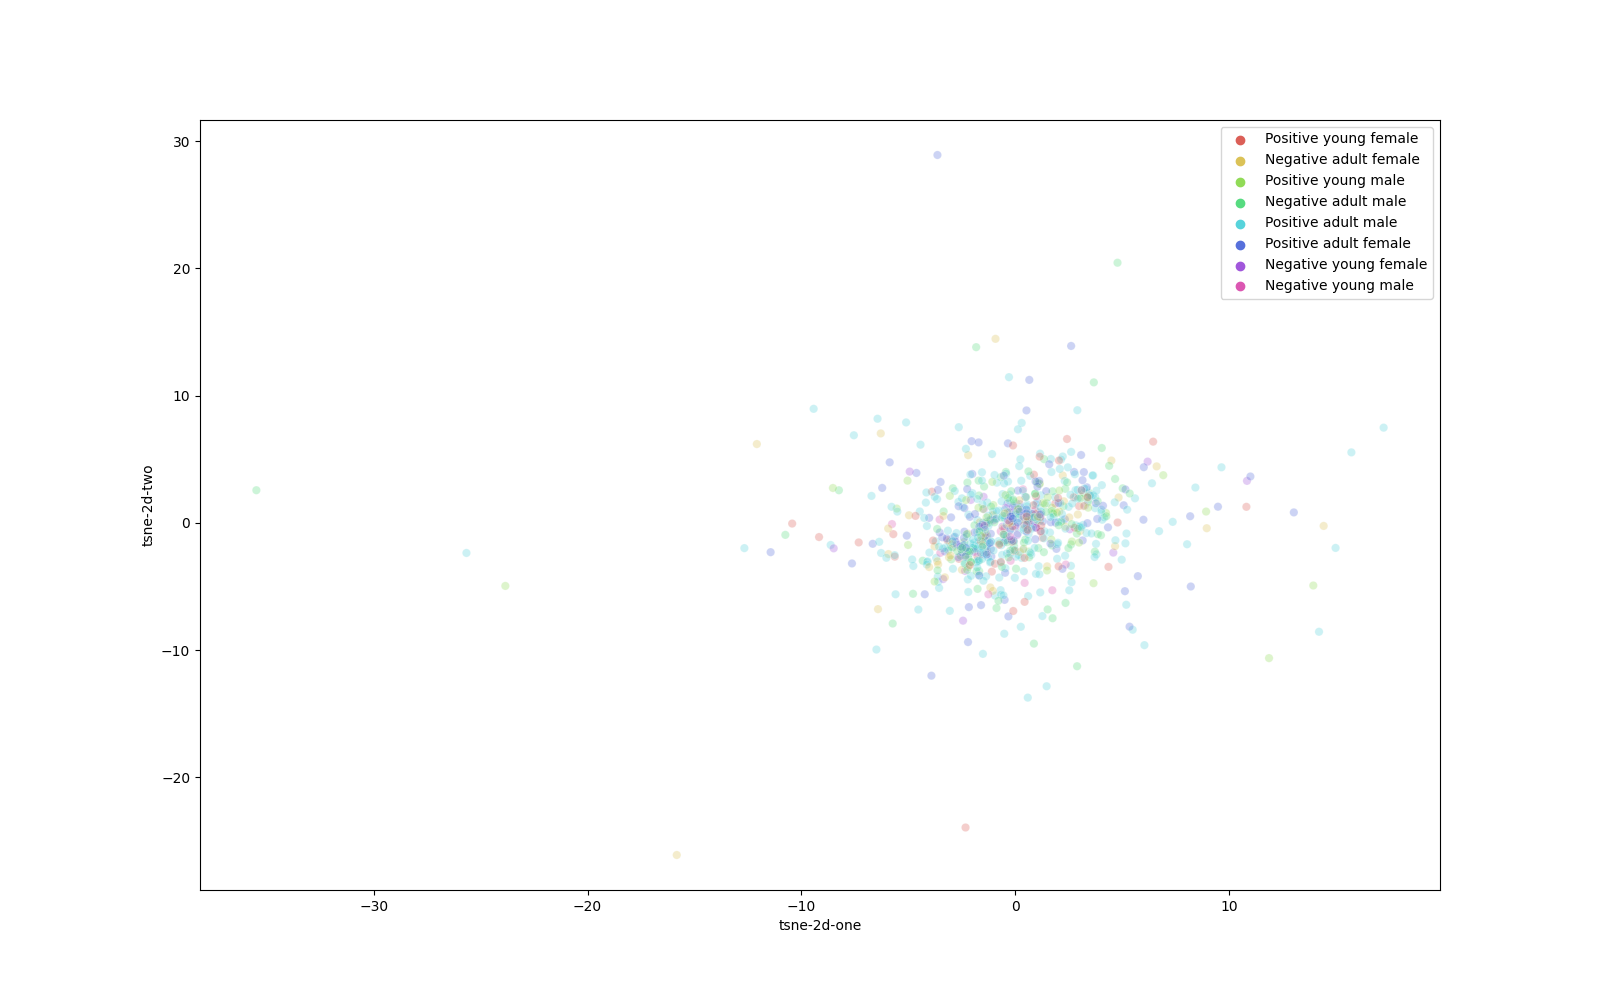 30
20
10
0
−10
−20
tsne-2d-two
−30
−20
−10
0
10
tsne-2d-one
Positive young female
Negative adult female
Positive young male
Negative adult male
Positive adult male
Positive adult female
Negative young female
Negative young male